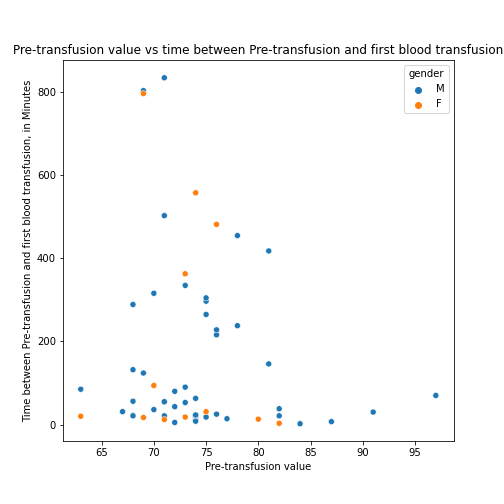 Pre-transfusion value vs time between Pre-transfusion and first blood transfusion
gender
M
F
Time between Pre-transfusion and first blood transfusion, in Minutes
800
600
400
200
0
65 70 75 80 85 90 95
Pre-transfusion value